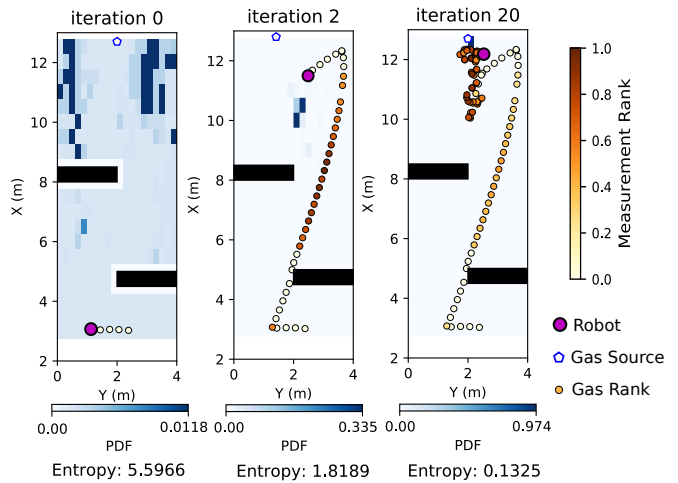 iteration 0
iteration 2
iteration 20
12
10
8
6
4
2
X (m)
0
2
4
Y (m)
12
10
8
6
4
2
X (m)
0
2
4
Y (m)
12
10
8
6
4
2
X (m)
0
2
4
Y (m)
1.0
0.8
0.6
0.4
0.2
0.0
Measurement Rank
Robot
Gas Source
Gas Rank
0.00
0.0118
PDF
0.00
0.335
PDF
0.00
0.974
PDF
Entropy: 5.5966
Entropy: 1.8189
Entropy: 0.1325